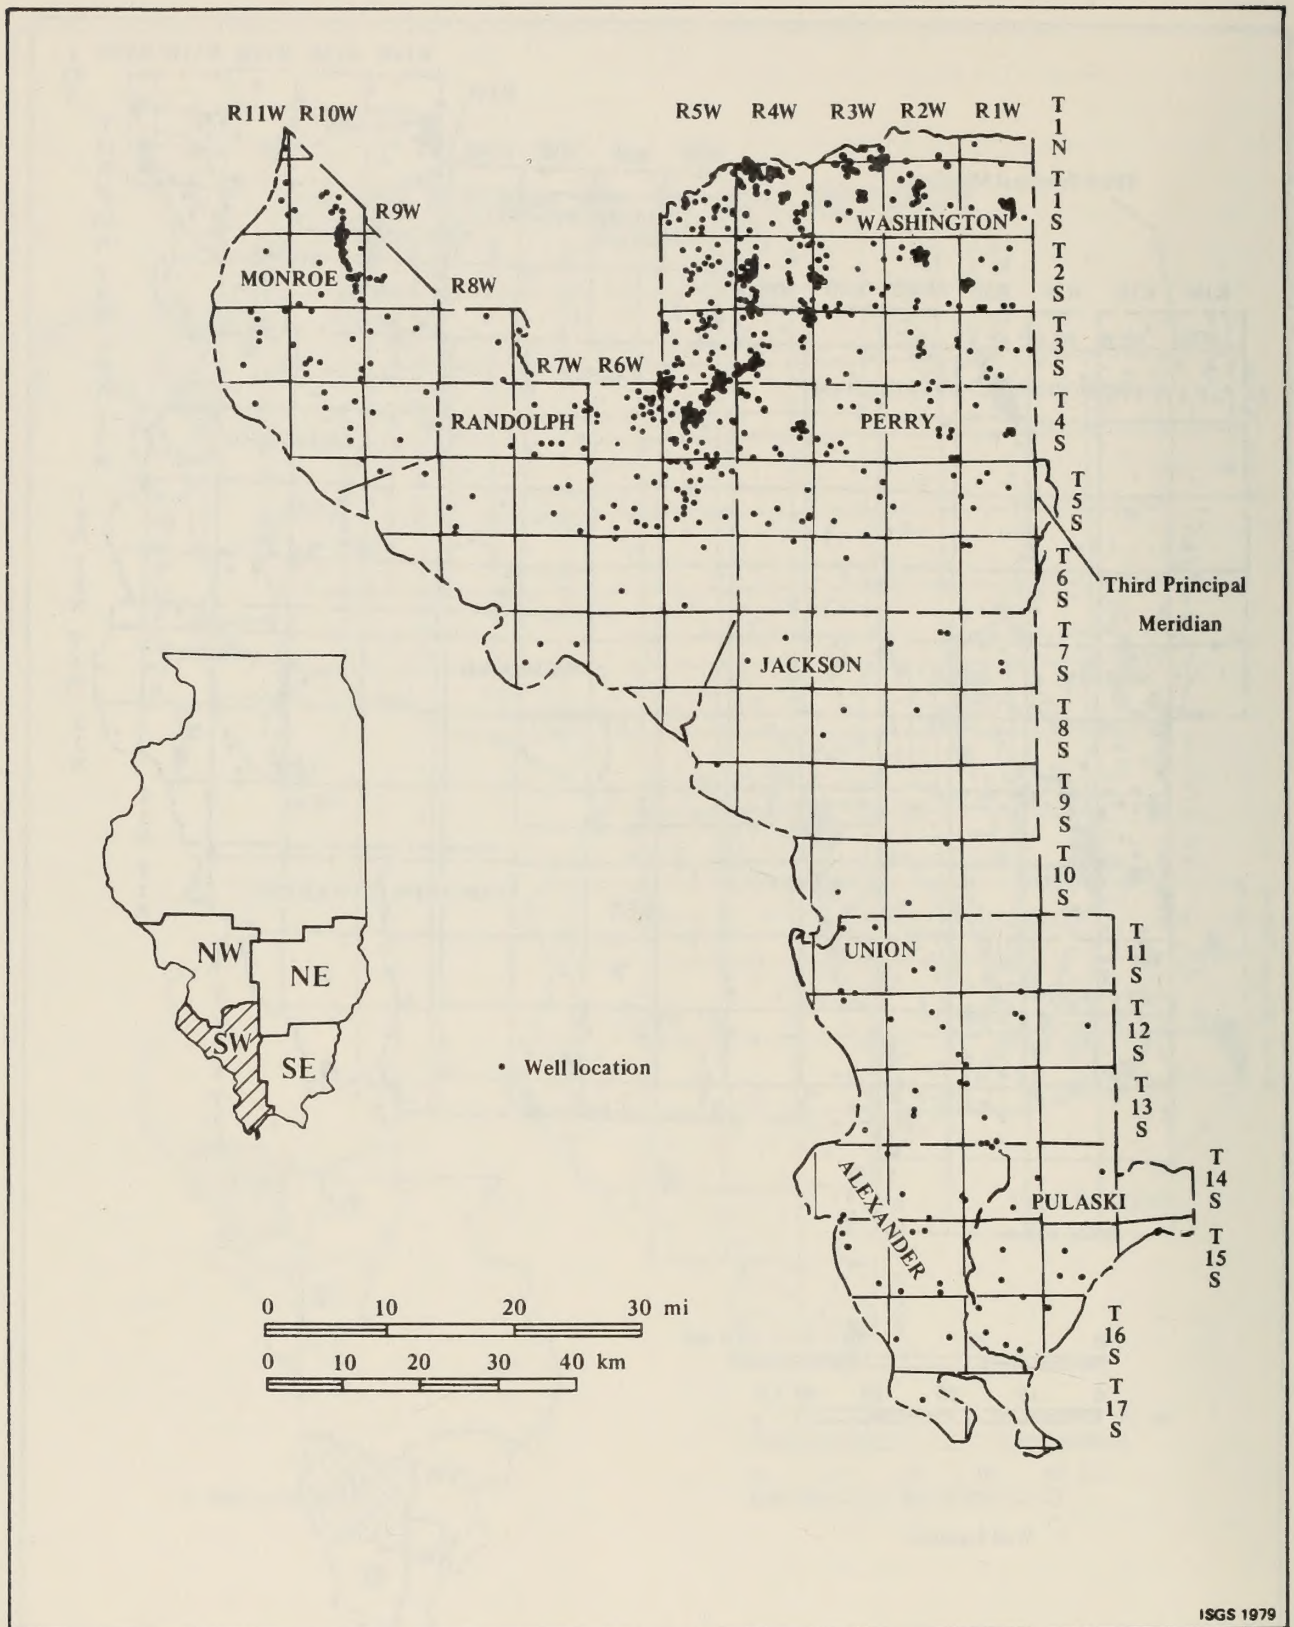 R11W R10W
R5W R4W R3W R2W R1W
T
1
N
R9W
WASHINGTON
T
1
S
MONROE
R8W
T
2
S
R7W R6W
T
3
S
RANDOLPH
PERRY
T
4
S
T
5
S
T
6
S
Third Principal
Meridian
JACKSON
T
7
S
T
8
S
T
9
S
T
10
S
UNION
T
11
S
NW
NE
SW
SE
• Well location
T
12
S
T
13
S
ALEXANDER
PULASKI
T
14
S
T
15
S
0 10 20 30 mi
0 10 20 30 40 km
T
16
S
T
17
S
ISGS 1979